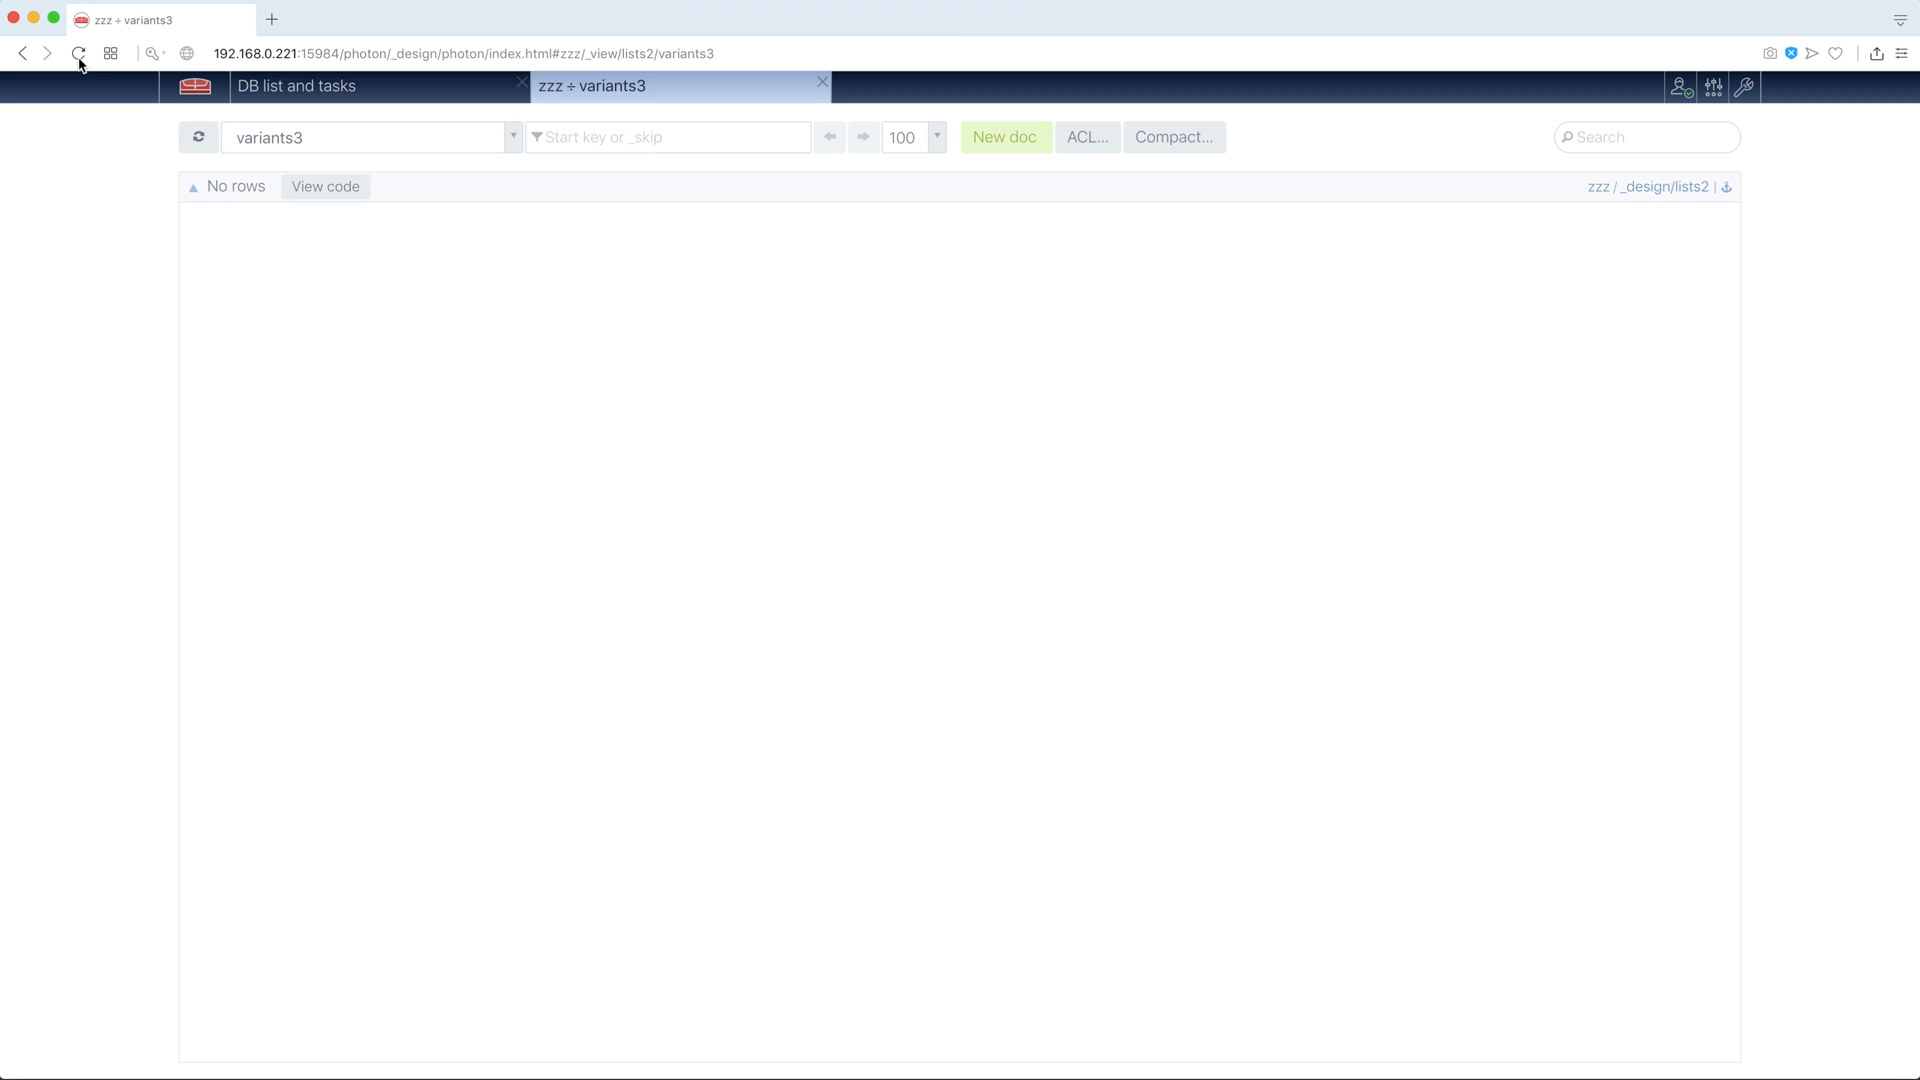 zzz ÷ variants3
192.168.0.221:15984/photon/_design/photon/index.html#zzz/_view/lists2/variants3
DB list and tasks
zzz ÷ variants3
variants3
Start key or _skip
100
New doc
ACL...
Compact...
Search
No rows
View code
zzz / _design/lists2 |